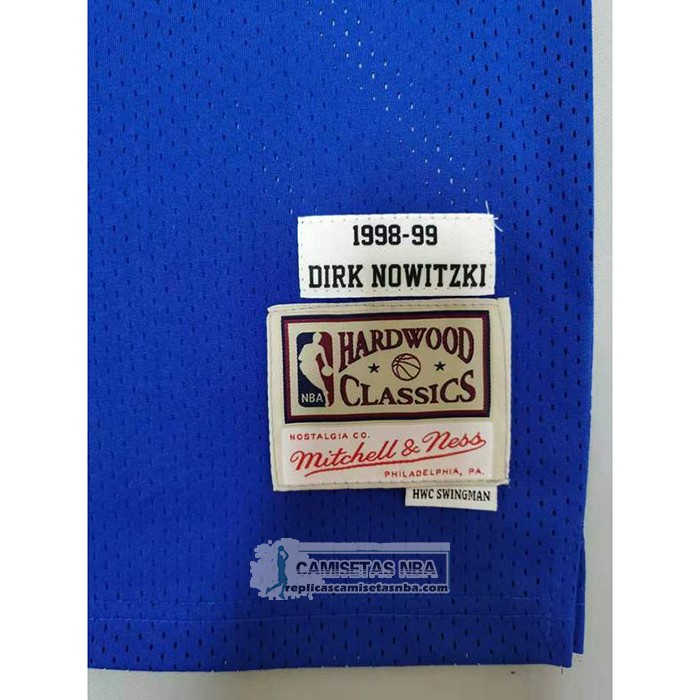 1998-99
DIRK NOWITZKI
NBA
HARDWOOD
CLASSICS
NOSTALGIA CO.
Mitchell & Ness
PHILADELPHIA, PA.
HWC SWINGMAN
CAMISETAS NBA
replicascamisetasnba.com